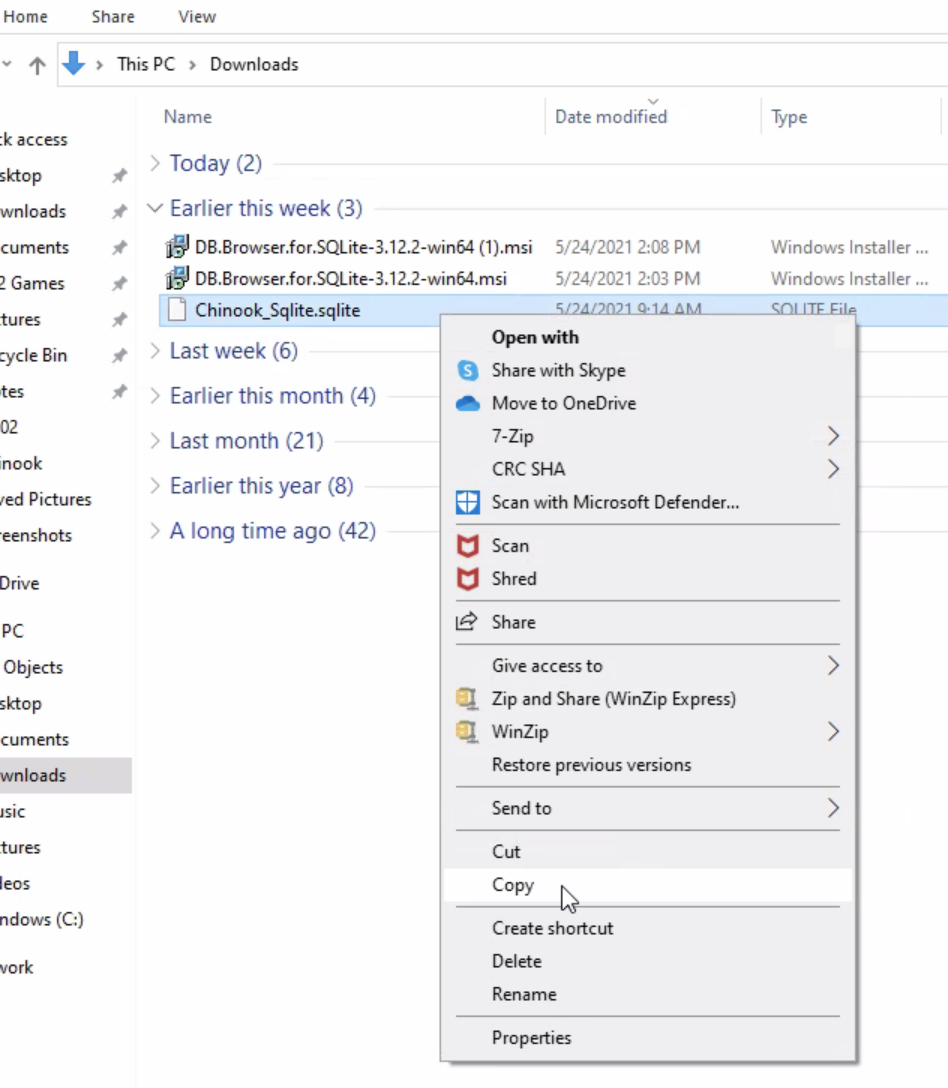 Home Share View
This PC > Downloads
Name Date modified Type
ck access
sktop
wnloads
cuments
2 Games
tures
cycle Bin
tes
02
inook
ved Pictures
reenshots
Drive
PC
Objects
sktop
cuments
wnloads
usic
tures
deos
ndows (C:)
work
Today (2)
Earlier this week (3)
DB.Browser.for.SQLite-3.12.2-win64 (1).msi 5/24/2021 2:08 PM Windows Installer ...
DB.Browser.for.SQLite-3.12.2-win64.msi 5/24/2021 2:03 PM Windows Installer ...
Chinook_Sqlite.sqlite 5/24/2021 9:14 AM SQLITE File
Last week (6)
Earlier this month (4)
Last month (21)
Earlier this year (8)
A long time ago (42)
Open with
Share with Skype
Move to OneDrive
7-Zip
CRC SHA
Scan with Microsoft Defender...
Scan
Shred
Share
Give access to
Zip and Share (WinZip Express)
WinZip
Restore previous versions
Send to
Cut
Copy
Create shortcut
Delete
Rename
Properties